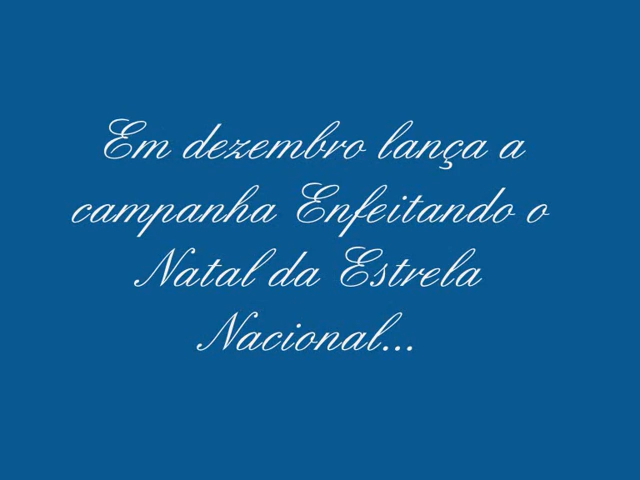 Em dezembro lança a
campanha Enfeitando o
Natal da Estrela
Nacional...